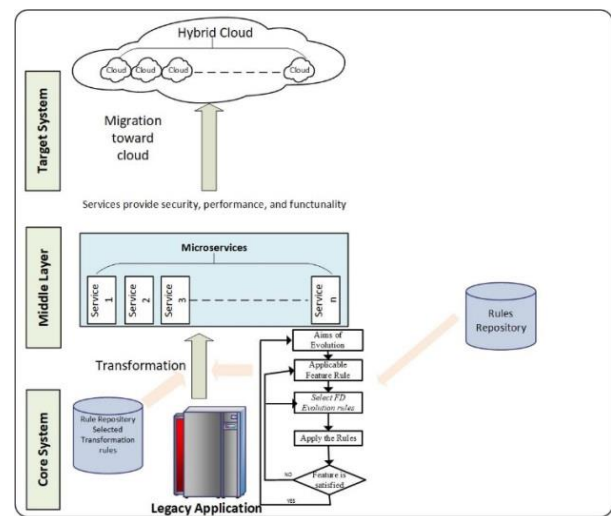 Hybrid Cloud
Cloud Cloud Cloud Cloud
Target System
Migration
toward
cloud
Services provide security, performance, and functunality
Middle Layer
Microservices
Service
1
Service
2
Service
3
Service
n
Rules
Repository
Transformation
Aims of
Evolution
Applicable
Feature Rule
Select FD
Evolution rules
Apply the Rules
Feature is
satisfied
NO
YES
Core System
Rule Repository
Selected
Transformation
rules
Legacy Application